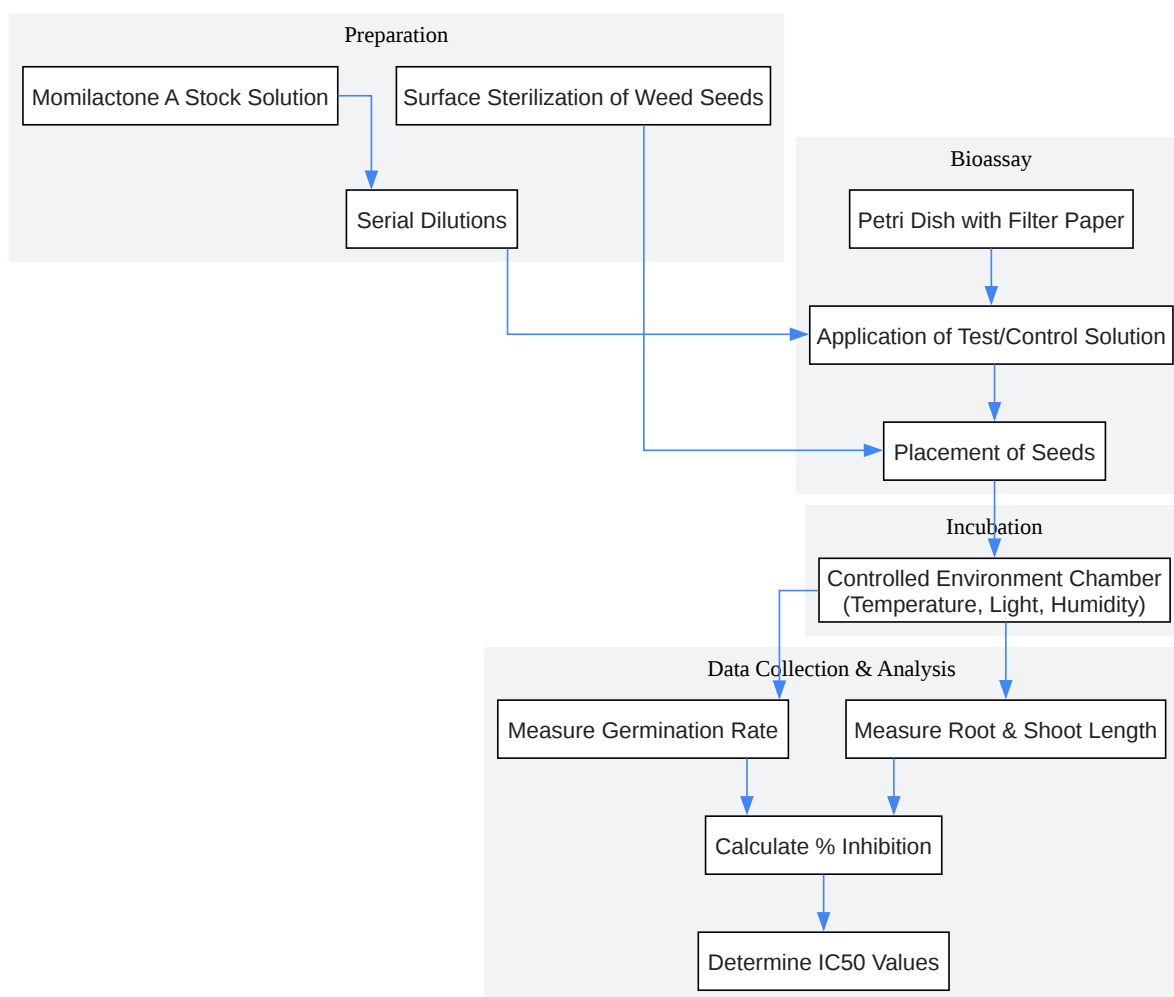 Preparation
Momilactone A Stock Solution
Surface Sterilization of Weed Seeds
Serial Dilutions
Bioassay
Petri Dish with Filter Paper
Application of Test/Control Solution
Placement of Seeds
Incubation
Controlled Environment Chamber
(Temperature, Light, Humidity)
Data Collection & Analysis
Measure Germination Rate
Measure Root & Shoot Length
Calculate % Inhibition
Determine IC50 Values